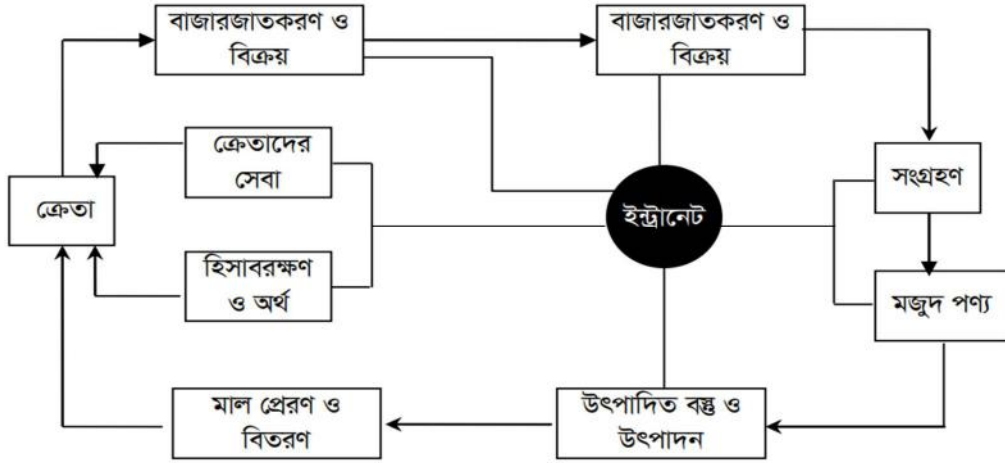 বাজারজাতকরণ ও
বিক্রয়
বাজারজাতকরণ ও
বিক্রয়
ক্রেতাদের
সেবা
সংগ্রহণ
ক্রেতা
ইন্ট্রানেট
হিসাবরক্ষণ
ও অর্থ
মজুদ পণ্য
মাল প্রেরণ ও
বিতরণ
উৎপাদিত বস্তু ও
উৎপাদন